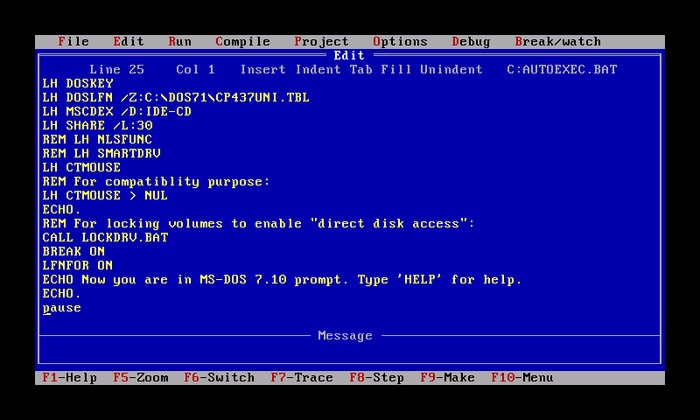 File Edit Run Compile Project Options Debug Break/watch
Edit
Line 25 Col 1 Insert Indent Tab Fill Unindent C:AUTOEXEC.BAT
LH DOSKEY
LH DOSLFN /Z:C:\DOS71\CP437UNI.TBL
LH MSCDEX /D:IDE-CD
LH SHARE /L:30
REM LH NLSFUNC
REM LH SMARTDRV
LH CTMOUSE
REM For compatiblity purpose:
LH CTMOUSE > NUL
ECHO.
REM For locking volumes to enable "direct disk access":
CALL LOCKDRV.BAT
BREAK ON
LFNFOR ON
ECHO Now you are in MS-DOS 7.10 prompt. Type 'HELP' for help.
ECHO.
pause
Message
F1-Help F5-Zoom F6-Switch F7-Trace F8-Step F9-Make F10-Menu